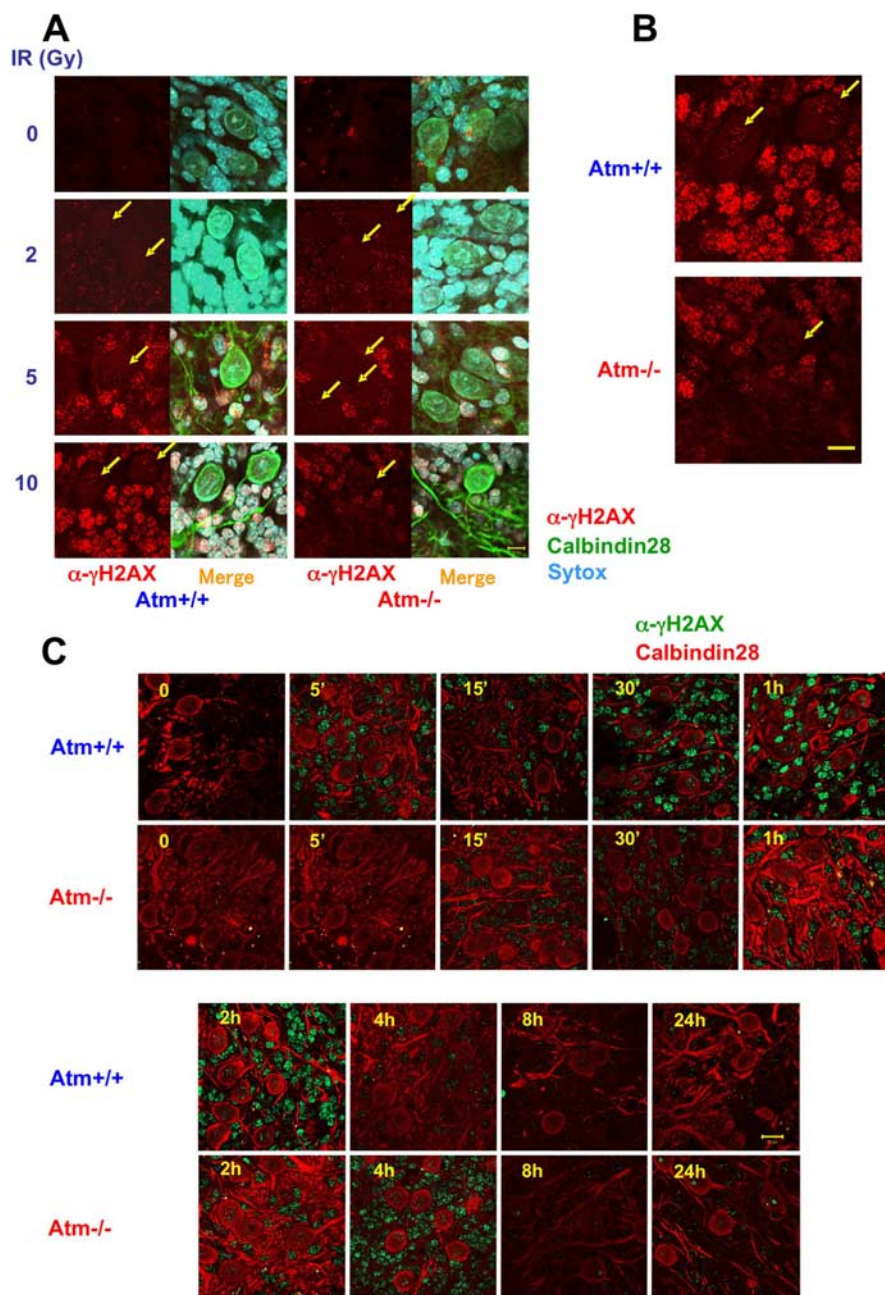 A
B
IR (Gy)
0
2
5
10
α-γH2AX
Merge
α-γH2AX
Merge
Atm+/+
Atm-/-
α-γH2AX
Calbindin28
Sytox
Atm+/+
Atm-/-
C
α-γH2AX
Calbindin28
Atm+/+
0
5'
15'
30'
1h
Atm-/-
0
5'
15'
30'
1h
Atm+/+
2h
4h
8h
24h
Atm-/-
2h
4h
8h
24h